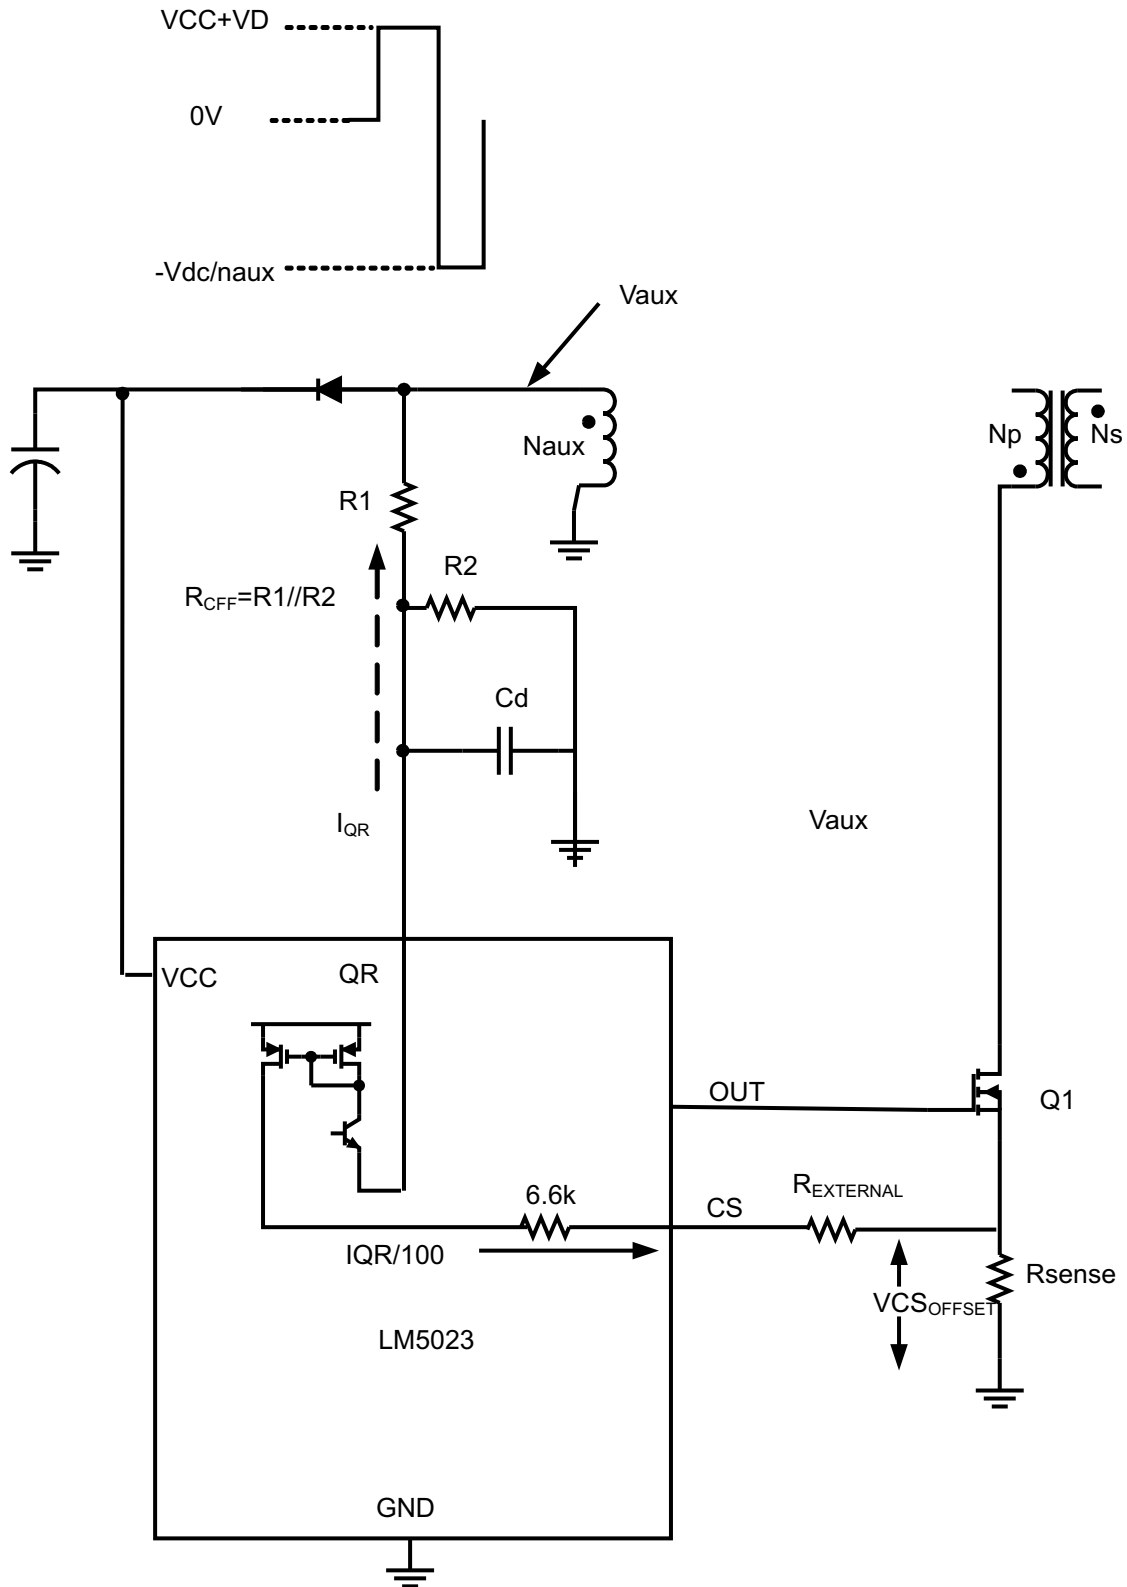 VCC+VD
0V
-Vdc/naux
Vaux
Naux
Np
Ns
R1
R2
RCFF=R1//R2
Cd
IQR
Vaux
VCC
QR
OUT
Q1
6.6k
CS
REXTERNAL
IQR/100
Rsense
VCSOFFSET
LM5023
GND